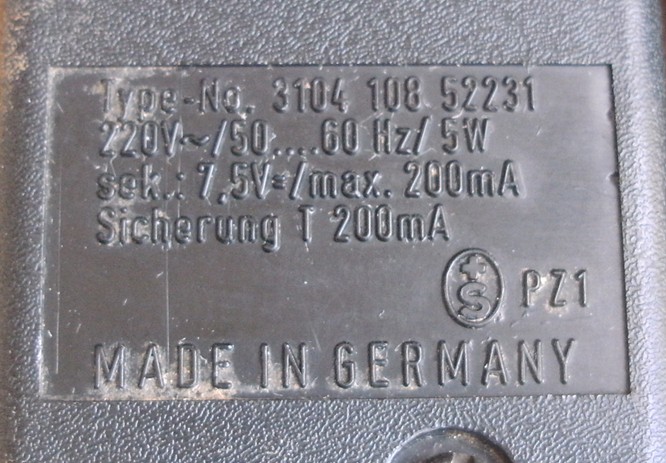 Type-No. 3104 108 52231
220V~/50....60 Hz/ 5W
sek.: 7,5V=/max. 200mA
Sicherung T 200mA
+S PZ1
MADE IN GERMANY